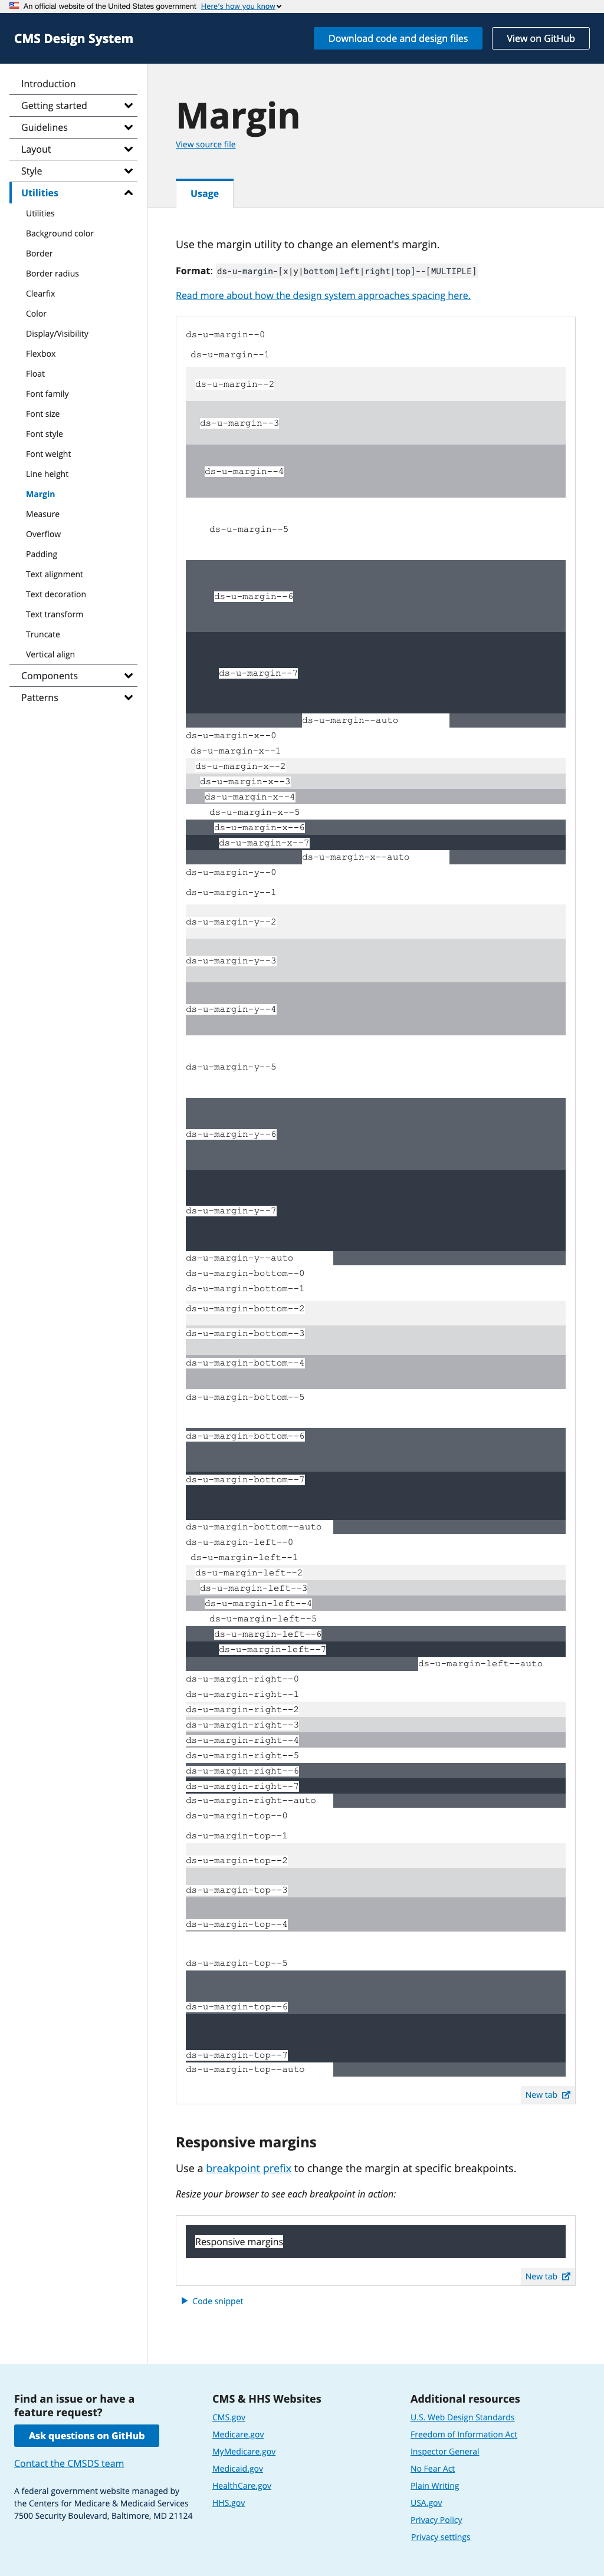 An official website of the United States government Here's how you know
CMS Design System
Download code and design files
View on GitHub
Introduction
Getting started
Guidelines
Layout
Style
Utilities
Utilities
Background color
Border
Border radius
Clearfix
Color
Display/Visibility
Flexbox
Float
Font family
Font size
Font style
Font weight
Line height
Margin
Measure
Overflow
Padding
Text alignment
Text decoration
Text transform
Truncate
Vertical align
Components
Patterns
Margin
View source file
Usage
Use the margin utility to change an element's margin.
Format: ds-u-margin-[x|y|bottom|left|right|top]--[MULTIPLE]
Read more about how the design system approaches spacing here.
ds-u-margin--0
ds-u-margin--1
ds-u-margin--2
ds-u-margin--3
ds-u-margin--4
ds-u-margin--5
ds-u-margin--6
ds-u-margin--7
ds-u-margin--auto
ds-u-margin-x--0
ds-u-margin-x--1
ds-u-margin-x--2
ds-u-margin-x--3
ds-u-margin-x--4
ds-u-margin-x--5
ds-u-margin-x--6
ds-u-margin-x--7
ds-u-margin-x--auto
ds-u-margin-y--0
ds-u-margin-y--1
ds-u-margin-y--2
ds-u-margin-y--3
ds-u-margin-y--4
ds-u-margin-y--5
ds-u-margin-y--6
ds-u-margin-y--7
ds-u-margin-y--auto
ds-u-margin-bottom--0
ds-u-margin-bottom--1
ds-u-margin-bottom--2
ds-u-margin-bottom--3
ds-u-margin-bottom--4
ds-u-margin-bottom--5
ds-u-margin-bottom--6
ds-u-margin-bottom--7
ds-u-margin-bottom--auto
ds-u-margin-left--0
ds-u-margin-left--1
ds-u-margin-left--2
ds-u-margin-left--3
ds-u-margin-left--4
ds-u-margin-left--5
ds-u-margin-left--6
ds-u-margin-left--7
ds-u-margin-left--auto
ds-u-margin-right--0
ds-u-margin-right--1
ds-u-margin-right--2
ds-u-margin-right--3
ds-u-margin-right--4
ds-u-margin-right--5
ds-u-margin-right--6
ds-u-margin-right--7
ds-u-margin-right--auto
ds-u-margin-top--0
ds-u-margin-top--1
ds-u-margin-top--2
ds-u-margin-top--3
ds-u-margin-top--4
ds-u-margin-top--5
ds-u-margin-top--6
ds-u-margin-top--7
ds-u-margin-top--auto
New tab
Responsive margins
Use a breakpoint prefix to change the margin at specific breakpoints.
Resize your browser to see each breakpoint in action:
Responsive margins
New tab
Code snippet
Find an issue or have a
feature request?
Ask questions on GitHub
Contact the CMSDS team
A federal government website managed by
the Centers for Medicare & Medicaid Services
7500 Security Boulevard, Baltimore, MD 21124
CMS & HHS Websites
CMS.gov
Medicare.gov
MyMedicare.gov
Medicaid.gov
HealthCare.gov
HHS.gov
Additional resources
U.S. Web Design Standards
Freedom of Information Act
Inspector General
No Fear Act
Plain Writing
USA.gov
Privacy Policy
Privacy settings